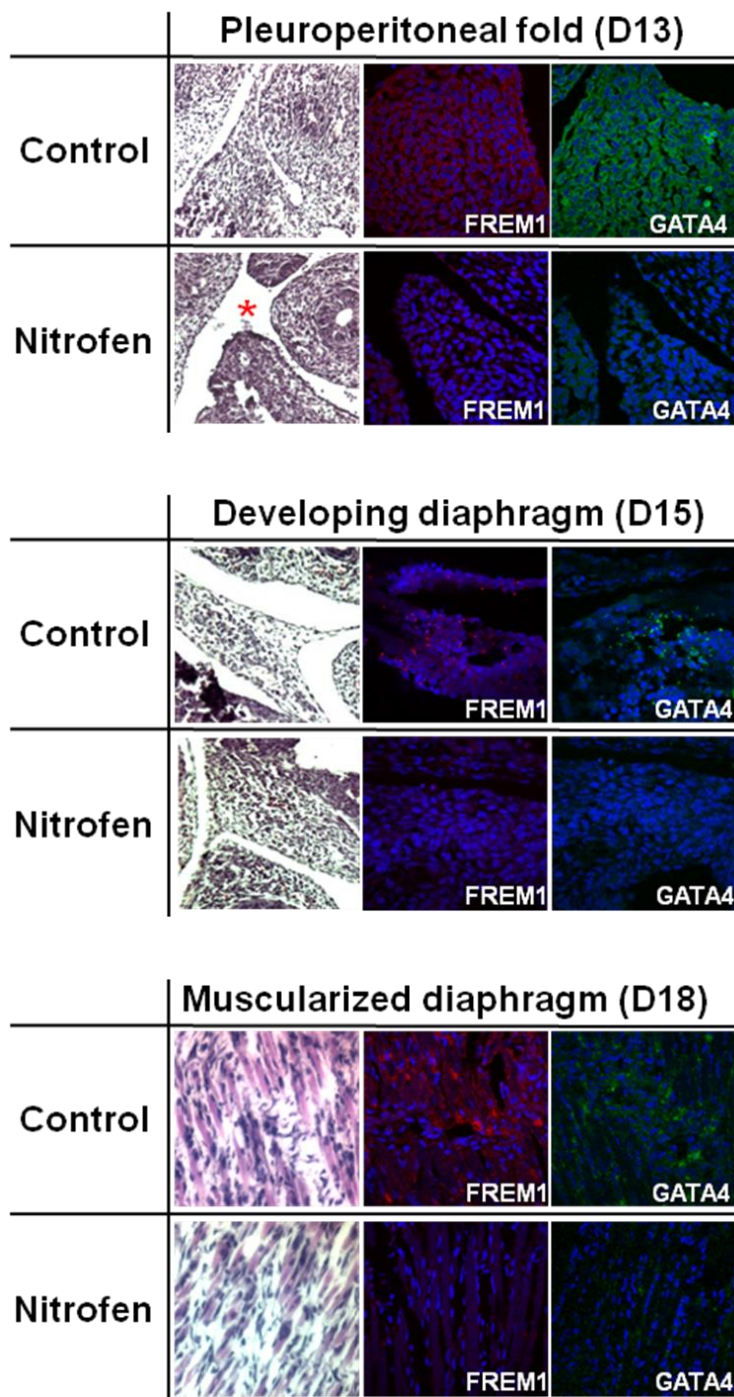 Pleuroperitoneal fold (D13)
Control
FREM1
GATA4
*
Nitrofen
FREM1
GATA4
Developing diaphragm (D15)
Control
FREM1
GATA4
Nitrofen
FREM1
GATA4
Muscularized diaphragm (D18)
Control
FREM1
GATA4
Nitrofen
FREM1
GATA4